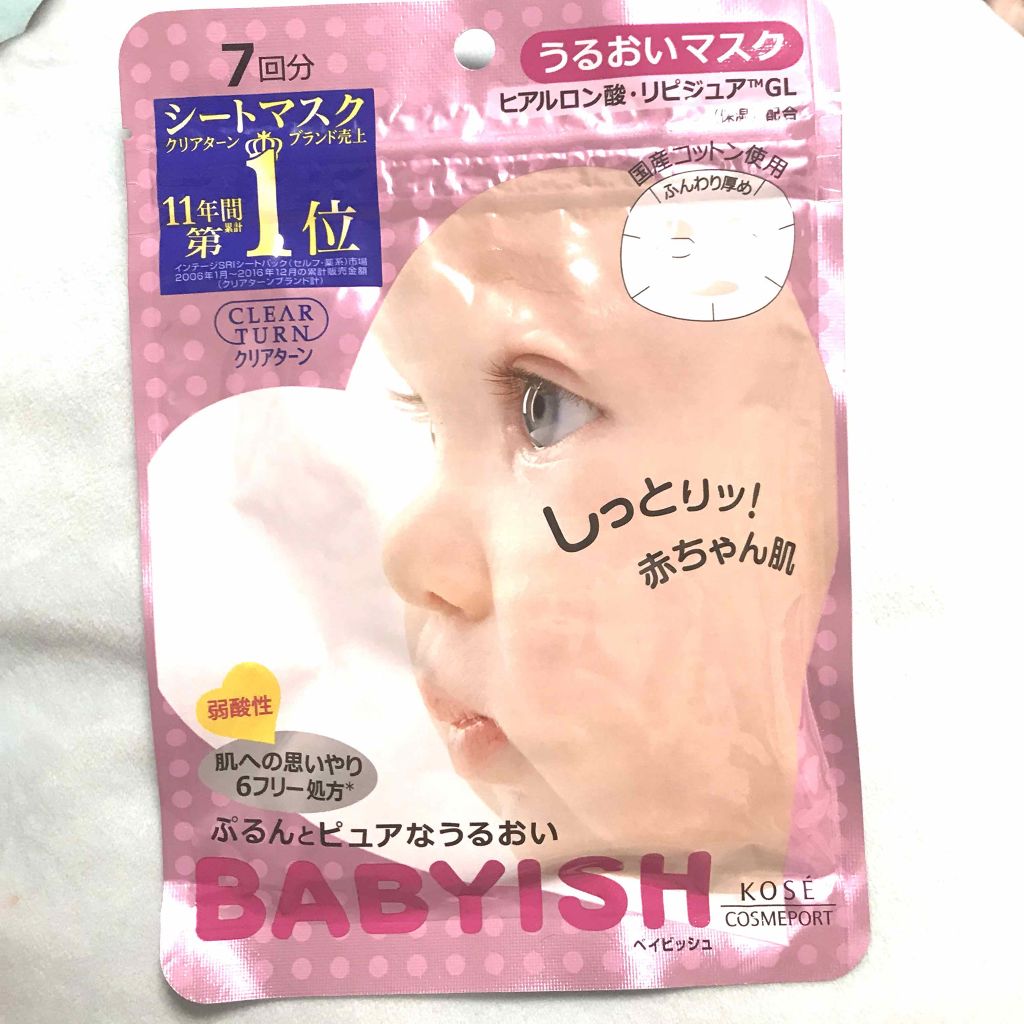 7回分
うるおいマスク
ヒアルロン酸・リピジュア™GL
保湿 配合
シートマスク
クリアターン ブランド売上
11年間
累計
第1位
インテージSRIシートパック(セルフ・薬系)市場
2006年1月～2016年12月の累計販売金額
(クリアターンブランド計)
国産コットン使用
ふんわり厚め
CLEAR
TURN
クリアターン
しっとりッ!
赤ちゃん肌
弱酸性
肌への思いやり
6フリー処方*
ぷるんとピュアなうるおい
BABYISH
ベイビッシュ
KOSÉ
COSMEPORT